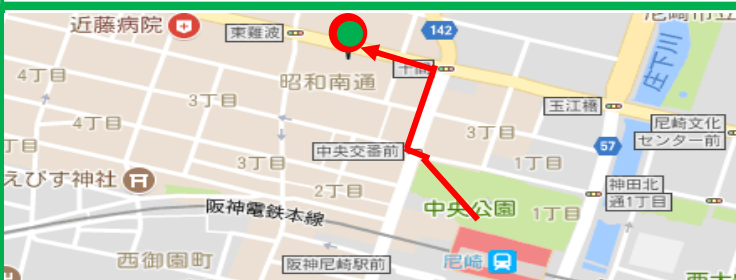 近藤病院
東難波
142
尼崎市立
庄下川
4丁目
昭和南通
3丁目
玉江橋
4丁目
3丁目
尼崎文化
センター前
丁目
中央交番前
57
3丁目
1丁目
えびす神社
2丁目
神田北
通1丁目
阪神電鉄本線
中央公園
1丁目
西御園町
阪神尼崎駅前
尼崎